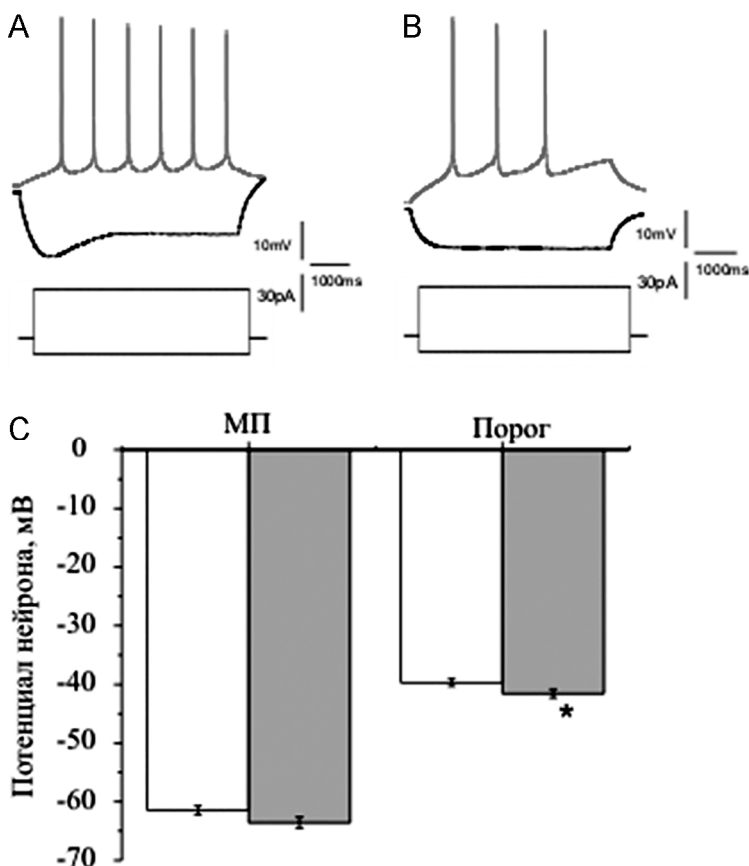 A
10mV
1000ms
30pA
B
10mV
1000ms
30pA
C
МП
Порог
Потенциал нейрона, мВ
0
-10
-20
-30
-40
-50
-60
-70
*